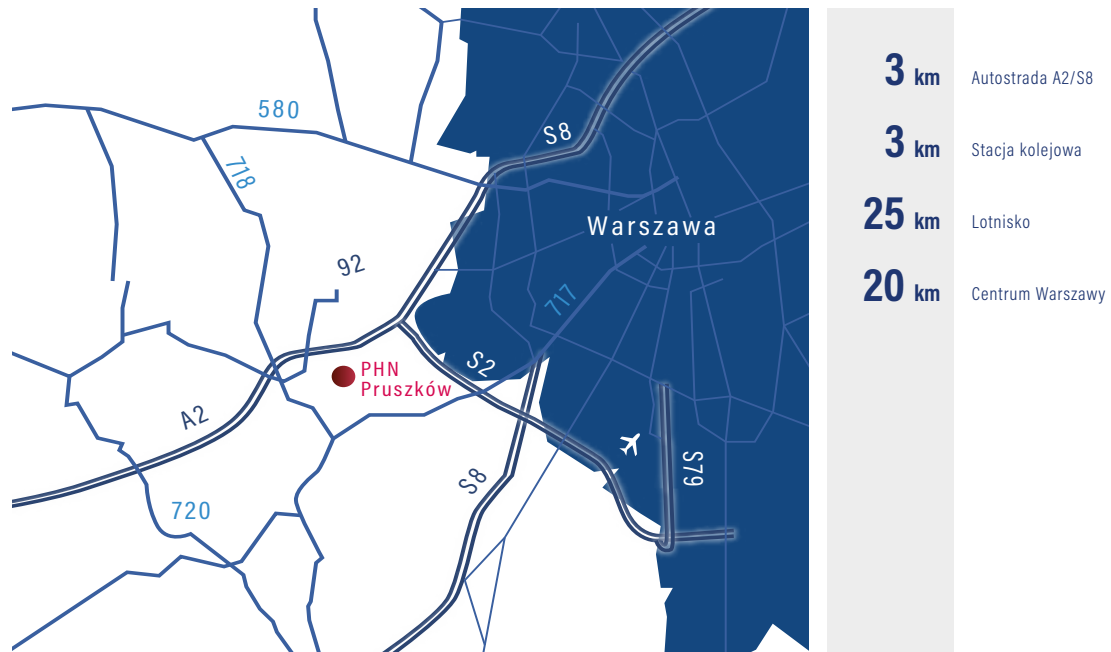 580
718
S8
Warszawa
92
717
S2
PHN
Pruszków
A2
S79
S8
720
3 km Autostrada A2/S8
3 km Stacja kolejowa
25 km Lotnisko
20 km Centrum Warszawy